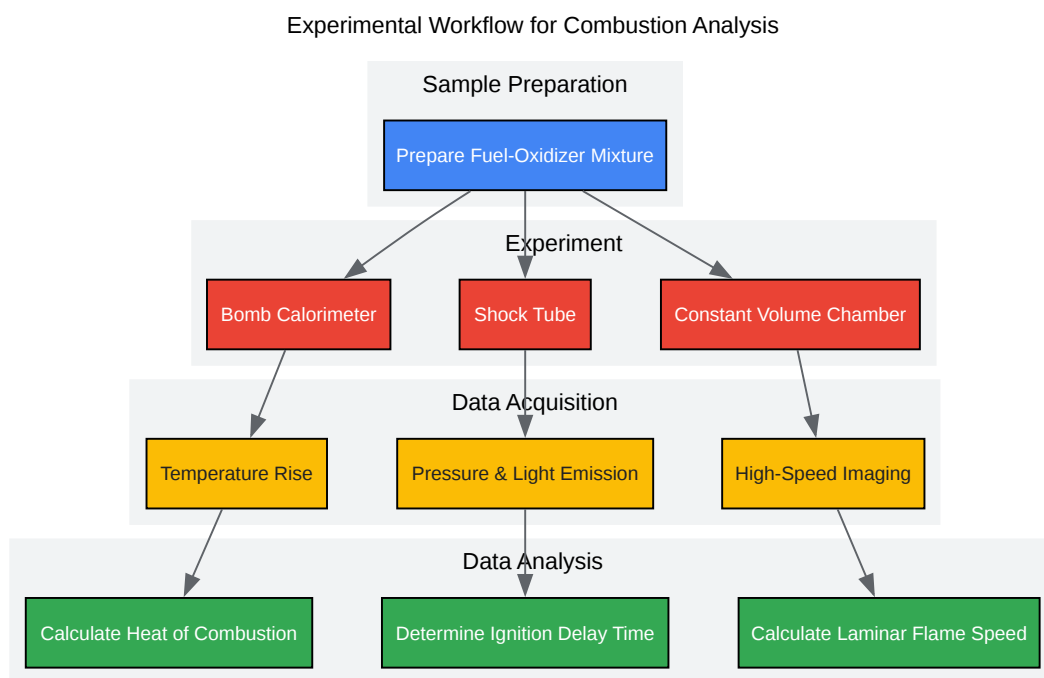 Experimental Workflow for Combustion Analysis
Sample Preparation
Prepare Fuel-Oxidizer Mixture
Experiment
Bomb Calorimeter
Shock Tube
Constant Volume Chamber
Data Acquisition
Temperature Rise
Pressure & Light Emission
High-Speed Imaging
Data Analysis
Calculate Heat of Combustion
Determine Ignition Delay Time
Calculate Laminar Flame Speed